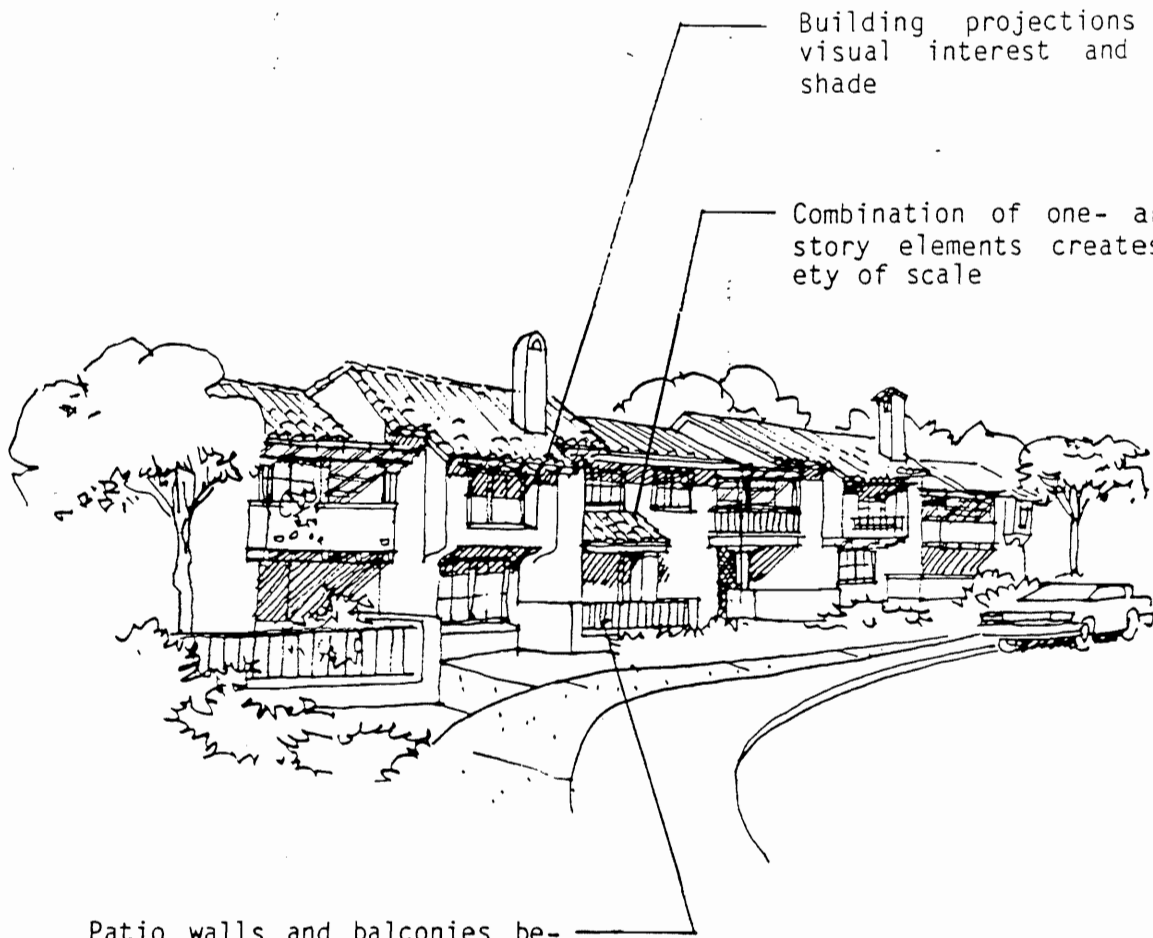 Building projections
visual interest and
shade
Combination of one-
story elements creates
ety of scale
Patio walls and balconies be-